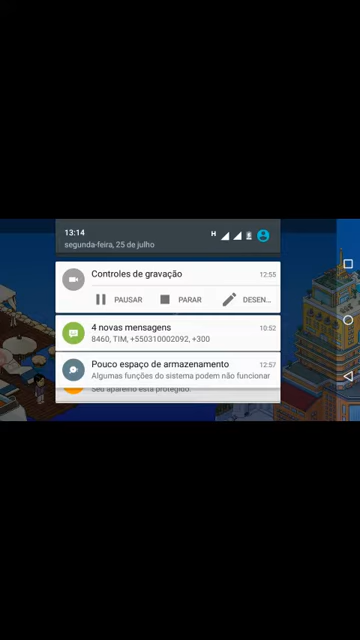 13:14
H
segunda-feira, 25 de julho
Controles de gravação 12:55
PAUSAR PARAR DESEN...
4 novas mensagens 10:52
8460, TIM, +550310002092, +300
Pouco espaço de armazenamento 12:57
Algumas funções do sistema podem não funcionar
Seu aparelho está protegido.